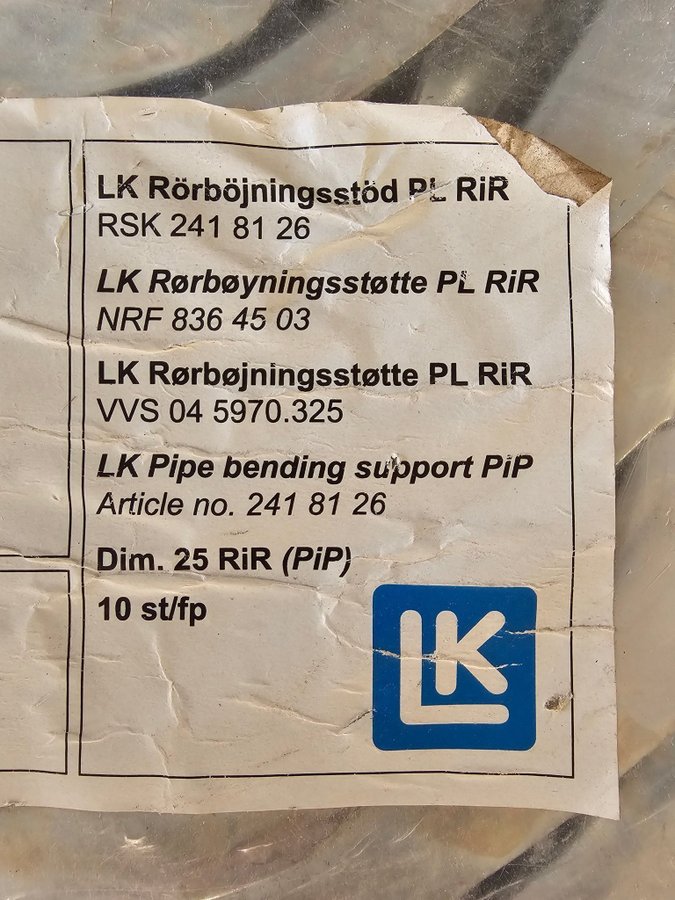 LK Rörböjningsstöd PL RiR
RSK 241 81 26
LK Rørbøyningsstøtte PL RiR
NRF 836 45 03
LK Rørbøjningsstøtte PL RiR
VVS 04 5970.325
LK Pipe bending support PiP
Article no. 241 81 26
Dim. 25 RiR (PiP)
10 st/fp
LK